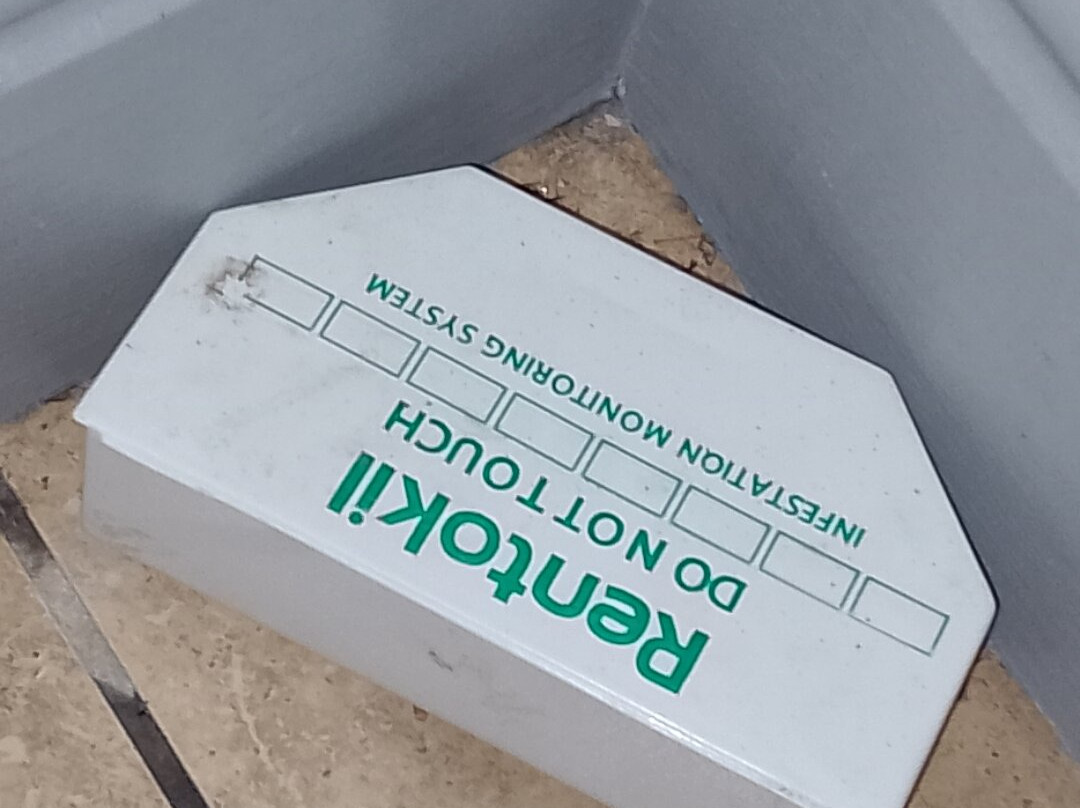 Rentokil
DO NOT TOUCH
INFESTATION MONITORING SYSTEM